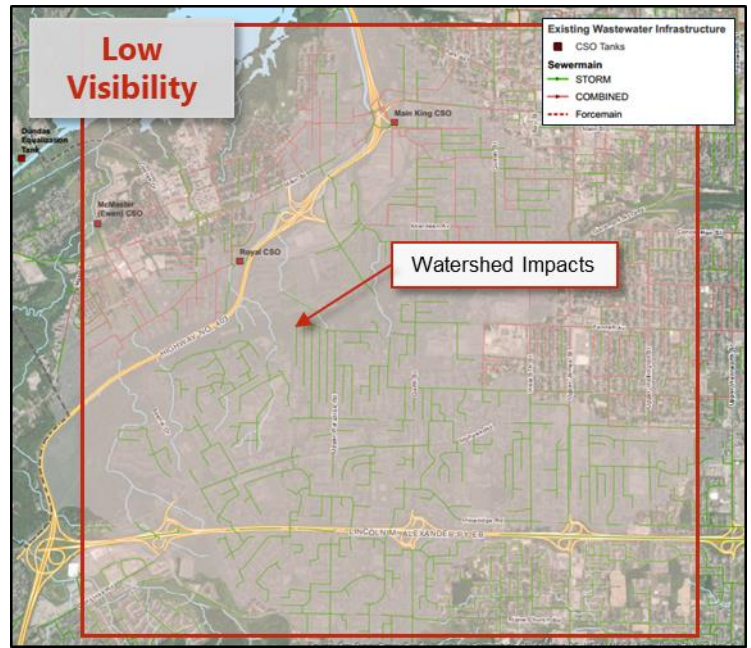 Low
Visibility
Existing Wastewater Infrastructure
CSO Tanks
Sewermain
STORM
COMBINED
Forcemain
Main King CSO
Dundas
Equalization
Tank
McMaster
(Ewen) CSO
Royal CSO
Watershed Impacts
HIGHWAY NO. 403
LINCOLN M. ALEXANDER PY EB